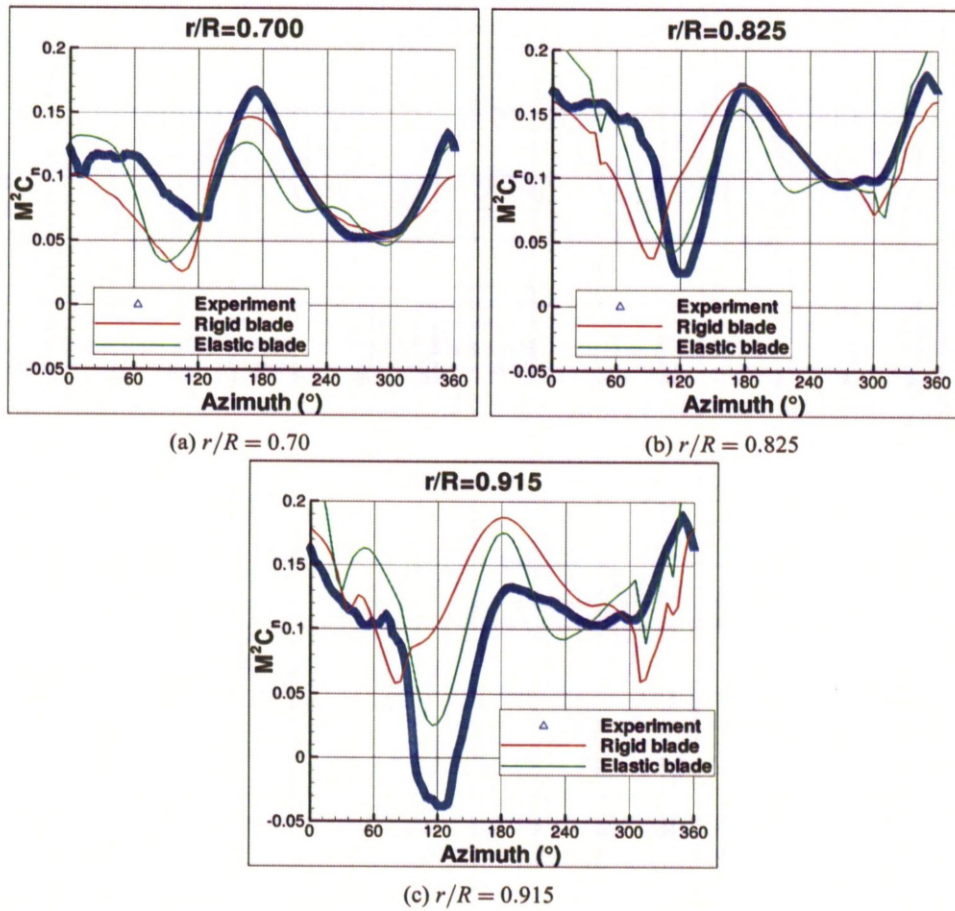 r/R=0.700
0.2
0.15
0.1
0.05
0
-0.05
M²Cₙ
Experiment
Rigid blade
Elastic blade
0 60 120 180 240 300 360
Azimuth (°)
(a) r/R = 0.70
r/R=0.825
0.2
0.15
0.1
0.05
0
-0.05
M²Cₙ
Experiment
Rigid blade
Elastic blade
0 60 120 180 240 300 360
Azimuth (°)
(b) r/R = 0.825
r/R=0.915
0.2
0.15
0.1
0.05
0
-0.05
M²Cₙ
Experiment
Rigid blade
Elastic blade
0 60 120 180 240 300 360
Azimuth (°)
(c) r/R = 0.915